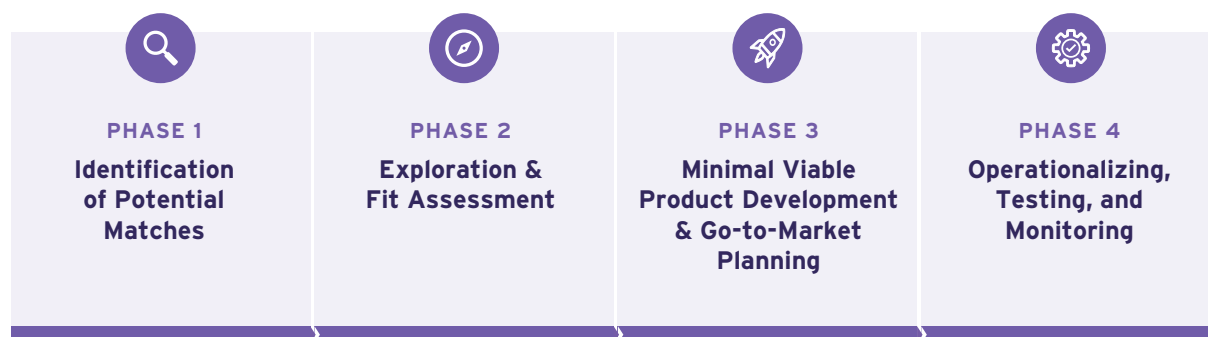 PHASE 1
Identification
of Potential
Matches
PHASE 2
Exploration &
Fit Assessment
PHASE 3
Minimal Viable
Product Development
& Go-to-Market
Planning
PHASE 4
Operationalizing,
Testing, and
Monitoring